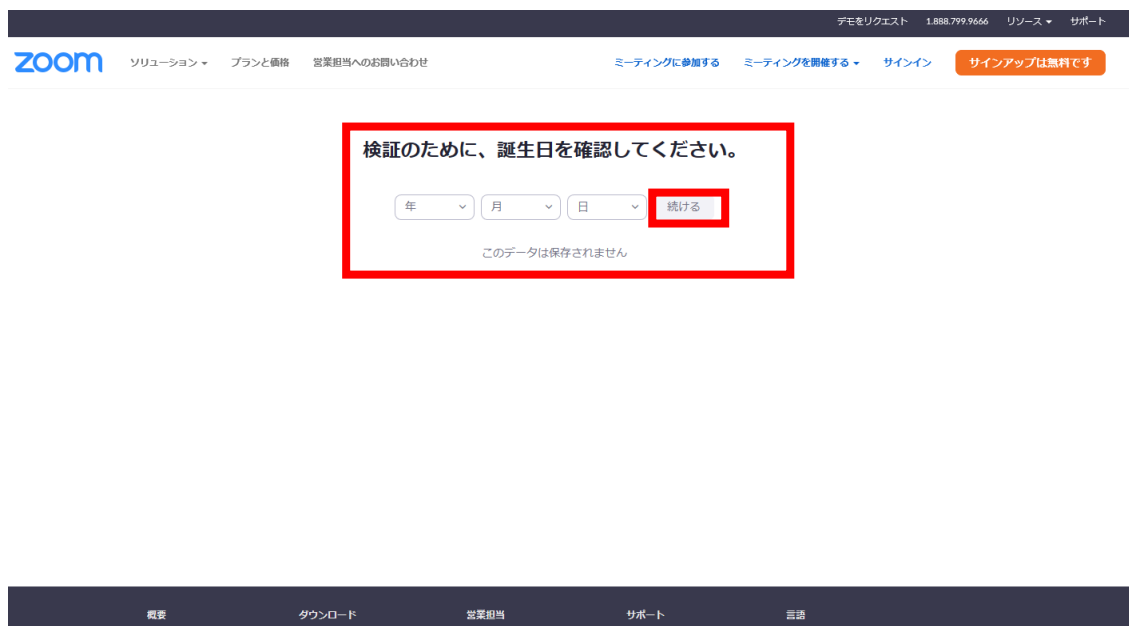 デモをリクエスト 1.888.799.9666 リソース サポート
zoom ソリューション プランと価格 営業担当へのお問い合わせ ミーティングに参加する ミーティングを開催する サインイン サインアップは無料です
検証のために、誕生日を確認してください。
年 月 日 続ける
このデータは保存されません
概要 ダウンロード 営業担当 サポート 言語